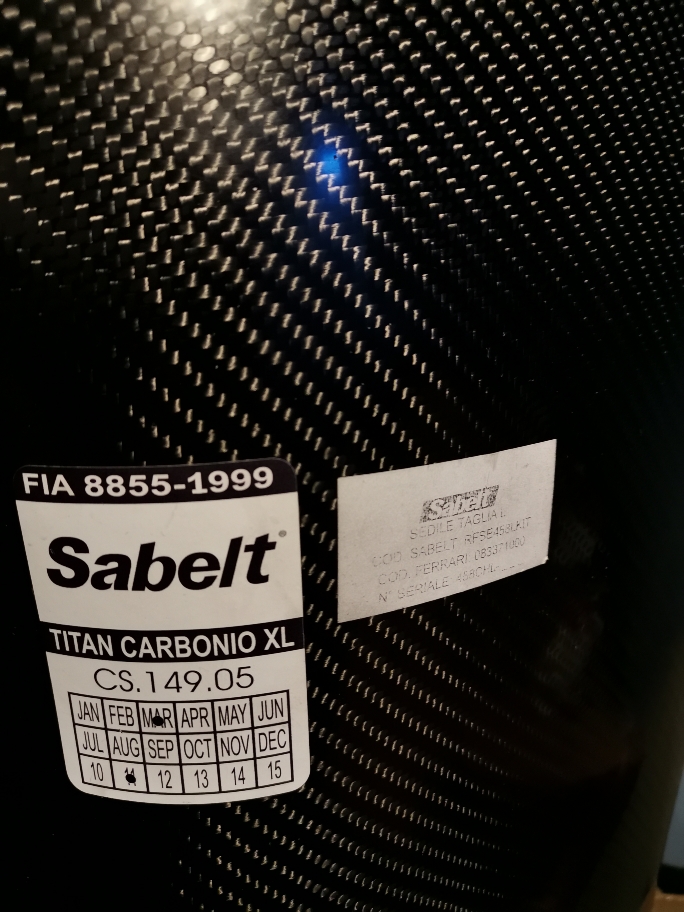 FIA 8855-1999
Sabelt
TITAN CARBONIO XL
CS.149.05
JAN FEB MAR APR MAY JUN
JUL AUG SEP OCT NOV DEC
10 11 12 13 14 15
Sabelt
SEDILE TAGLIA
COD. SABELT:
COD. FERRARI:
N° SERIALE: